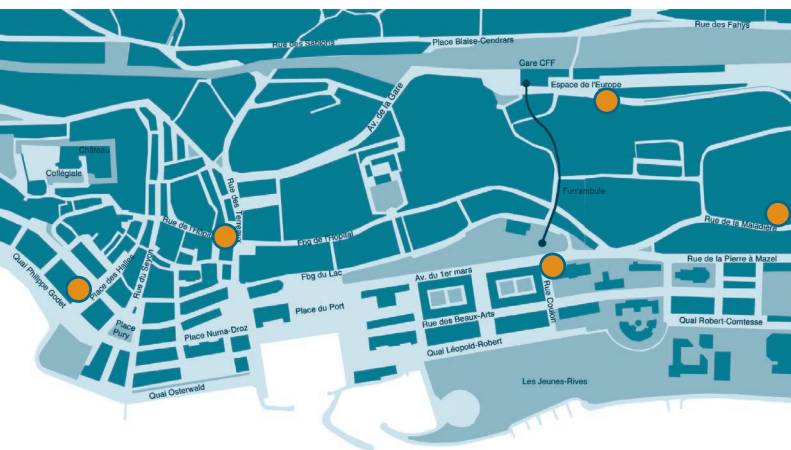 Rue des Fahys
Rue des Sablons
Place Blaise-Cendrars
Gare CFF
Espace de l'Europe
Av. de la Gare
Château
Collégiale
Fun'ambule
Rue des Terreaux
Rue de l'Hôpital
Rue de la Maladière
Fbg de l'Hôpital
Quai Philippe Godet
Place des Halles
Rue du Seyon
Rue de la Pierre à Mazel
Fbg du Lac
Av. du 1er mars
Rue Coulon
Place du Port
Rue des Beaux-Arts
Quai Robert-Comtesse
Place
Pury
Place Numa-Droz
Quai Léopold-Robert
Quai Osterwald
Les Jeunes-Rives